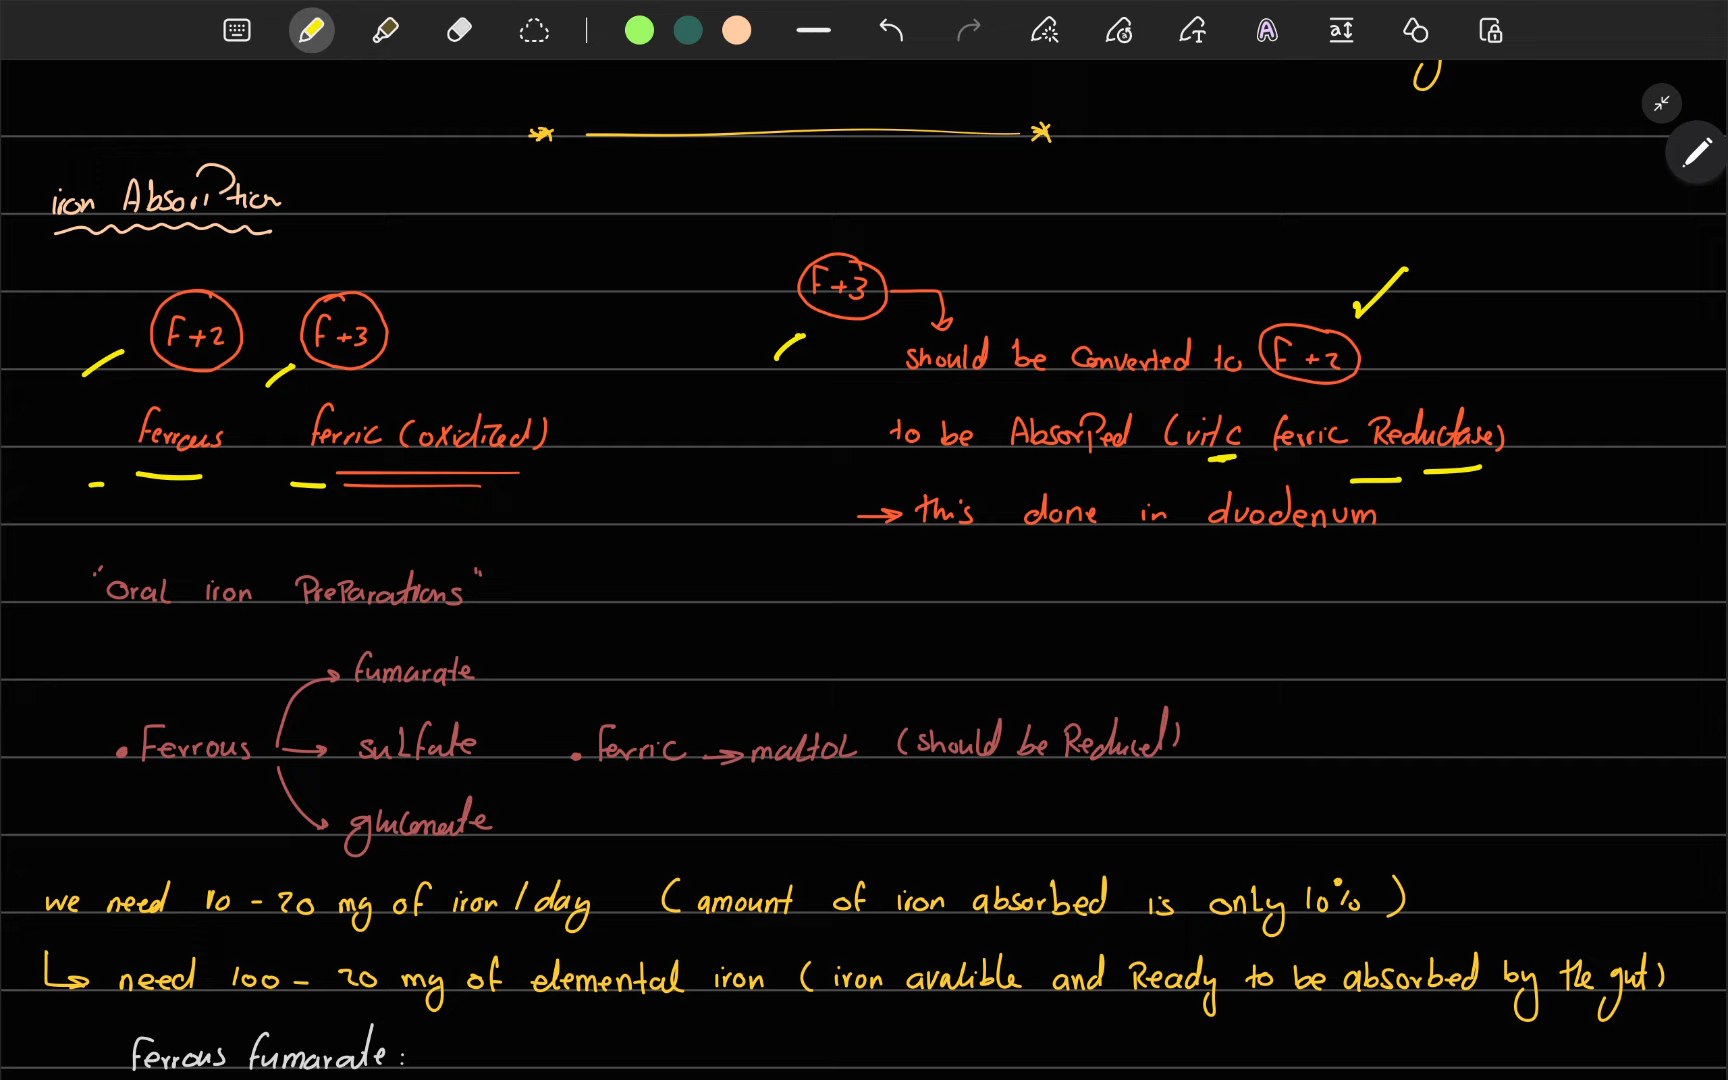 iron Absorption
F+2 F+3
Ferrous ferric (oxidized)
F+3
should be Converted to F+2
to be Absorped (vit c ferric Reductase)
→ this done in duodenum
"Oral iron Preparations"
• Ferrous → fumarate
→ sulfate
→ gluconate
• Ferric → maltol (should be Reduced)
we need 10 - 20 mg of iron / day (amount of iron absorbed is only 10%)
↳ need 100 - 20 mg of elemental iron (iron avalible and Ready to be absorbed by the gut)
Ferrous fumarate: